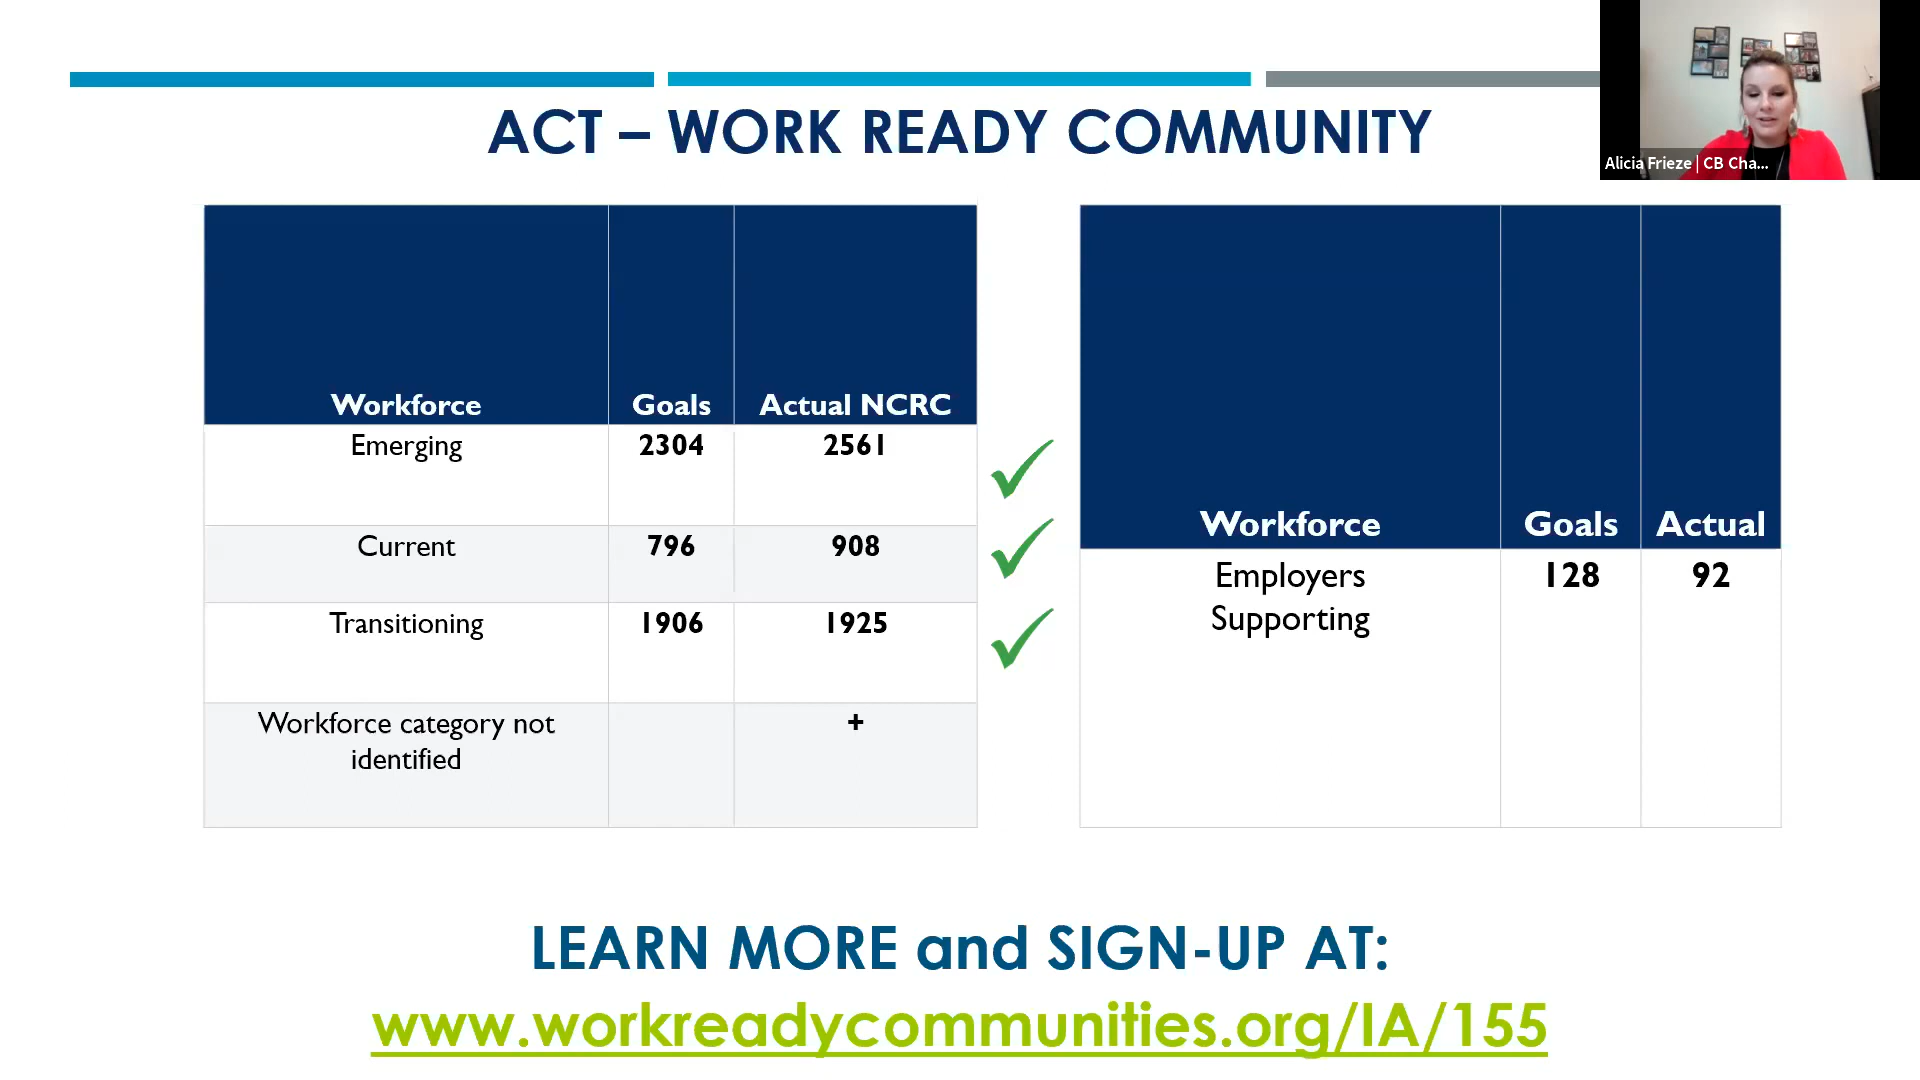 ACT – WORK READY COMMUNITY
Alicia Frieze | CB Cha...
Workforce Goals Actual NCRC
Emerging 2304 2561
Current 796 908
Transitioning 1906 1925
Workforce category not +
identified
Workforce Goals Actual
Employers 128 92
Supporting
LEARN MORE and SIGN-UP AT:
www.workreadycommunities.org/IA/155